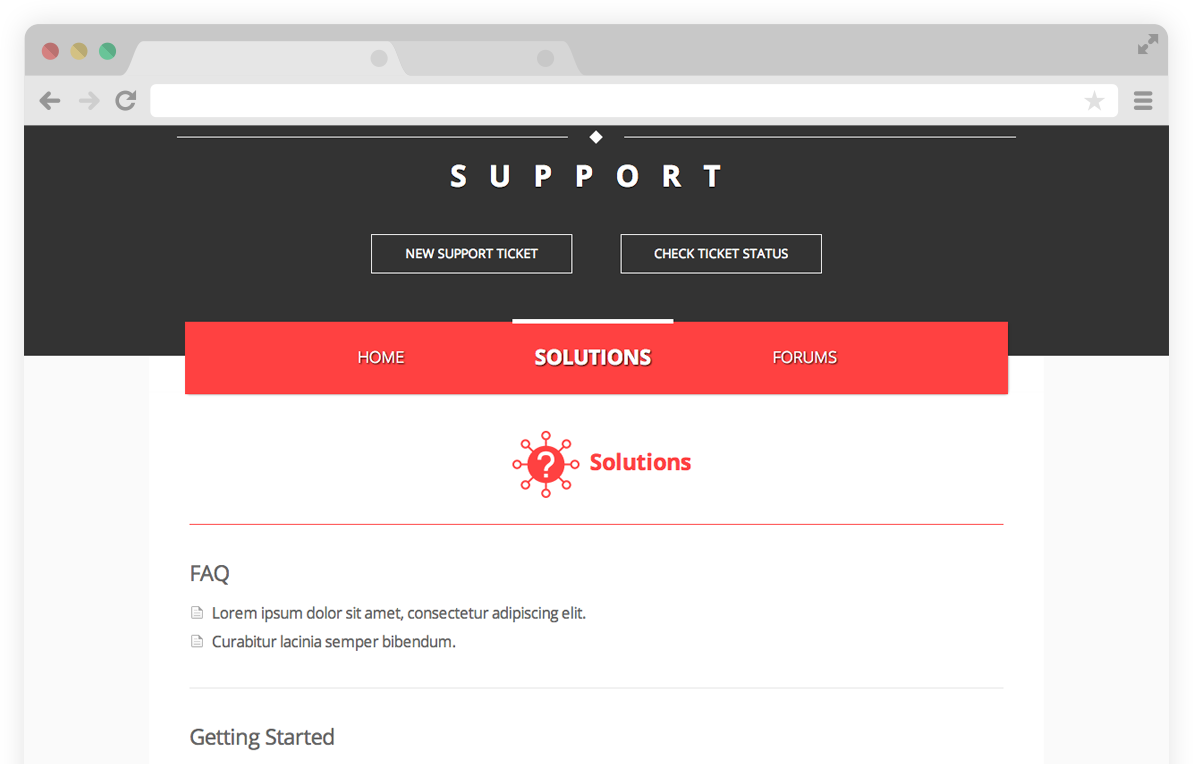 SUPPORT
NEW SUPPORT TICKET CHECK TICKET STATUS
HOME SOLUTIONS FORUMS
? Solutions
FAQ
Lorem ipsum dolor sit amet, consectetur adipiscing elit.
Curabitur lacinia semper bibendum.
Getting Started